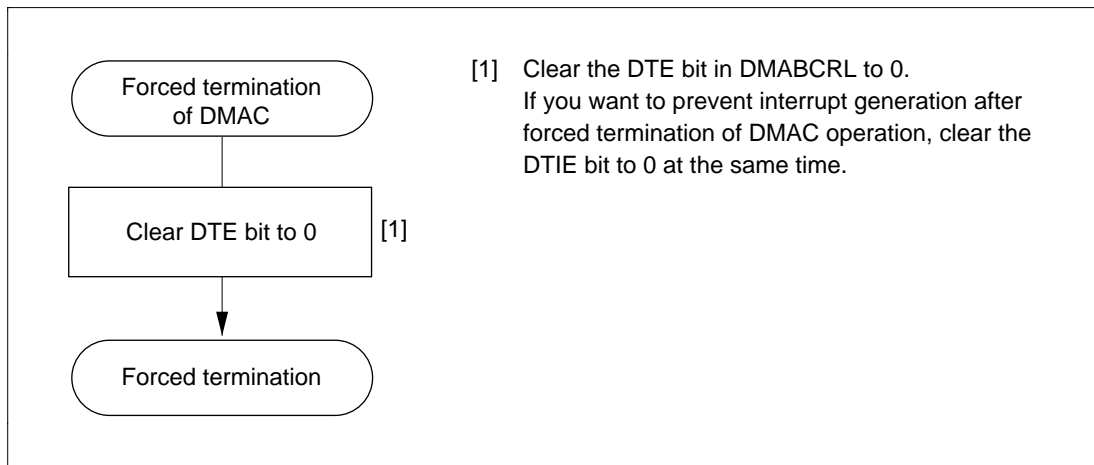 Forced termination
of DMAC
Clear DTE bit to 0
[1]
Forced termination
[1] Clear the DTE bit in DMABCRL to 0.
If you want to prevent interrupt generation after
forced termination of DMAC operation, clear the
DTIE bit to 0 at the same time.